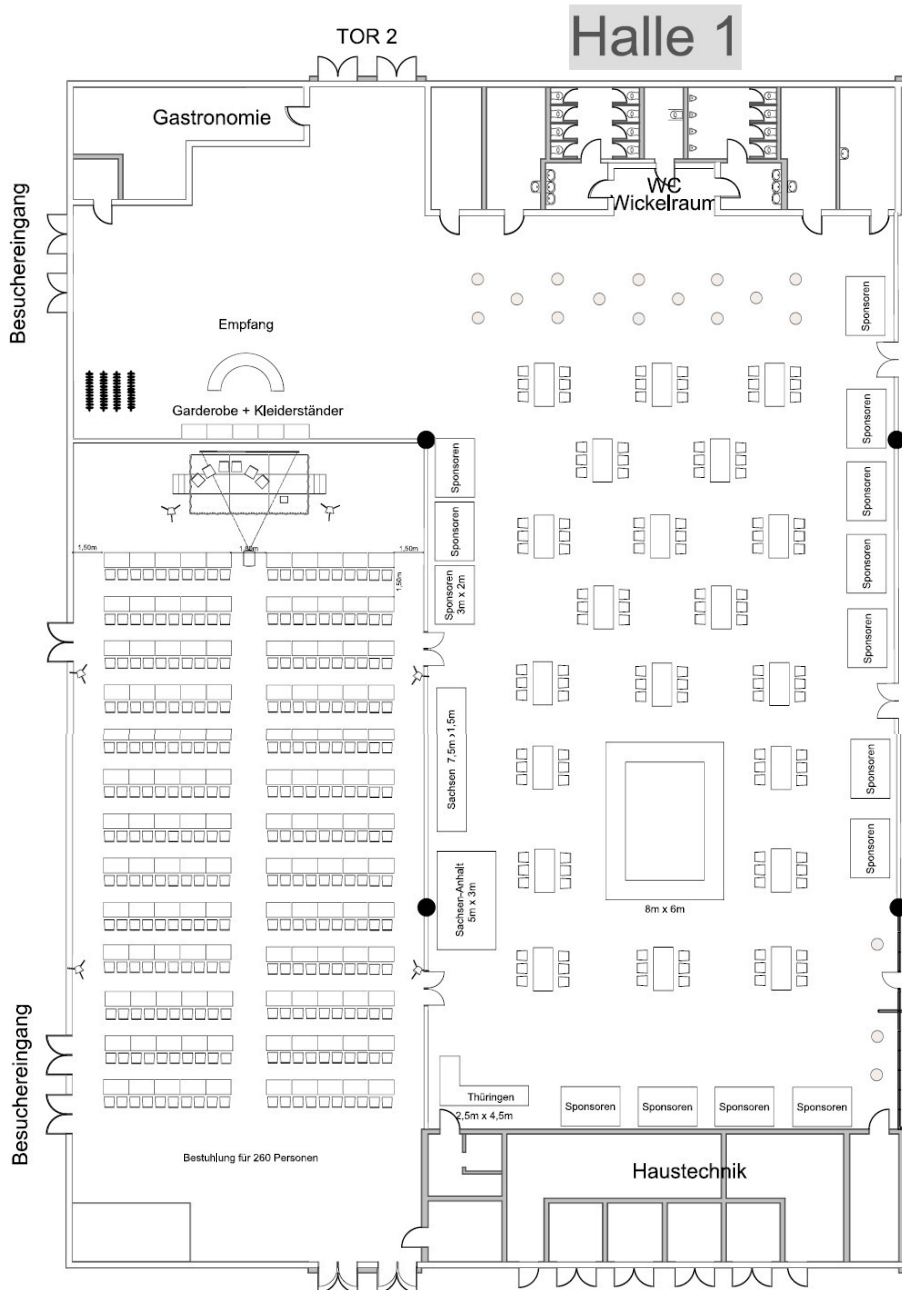 Halle 1
TOR 2
Gastronomie
WC
Wickelraum
Besuchereingang
Empfang
Garderobe + Kleiderständer
Sponsoren
Sponsoren
Sponsoren
Sponsoren
Sponsoren
Sponsoren
Sponsoren
Sponsoren
3m x 2m
1,50m
1,50m
1,50m
1,50m
Sachsen 7,5m x 1,5m
Sponsoren
Sponsoren
Sachsen-Anhalt
5m x 3m
8m x 6m
Besuchereingang
Thüringen
2,5m x 4,5m
Sponsoren
Sponsoren
Sponsoren
Sponsoren
Bestuhlung für 260 Personen
Haustechnik